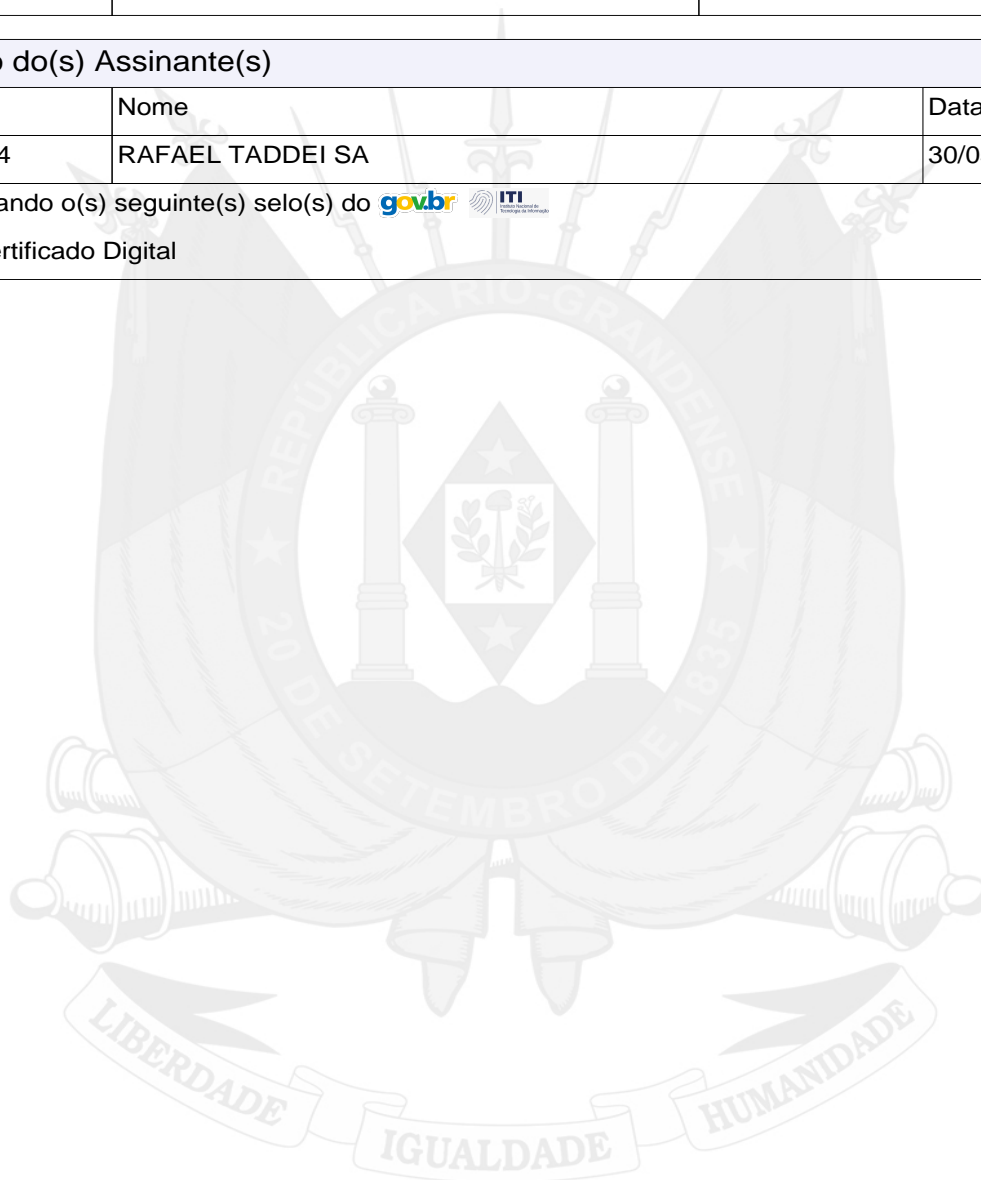 o do(s) Assinante(s)
Nome
Data
4
RAFAEL TADDEI SA
30/0
ando o(s) seguinte(s) selo(s) do gov.br ITI
rtificado Digital
REPÚBLICA RIO-GRANDENSE
20 DE SETEMBRO DE 1835
LIBERDADE
IGUALDADE
HUMANIDADE